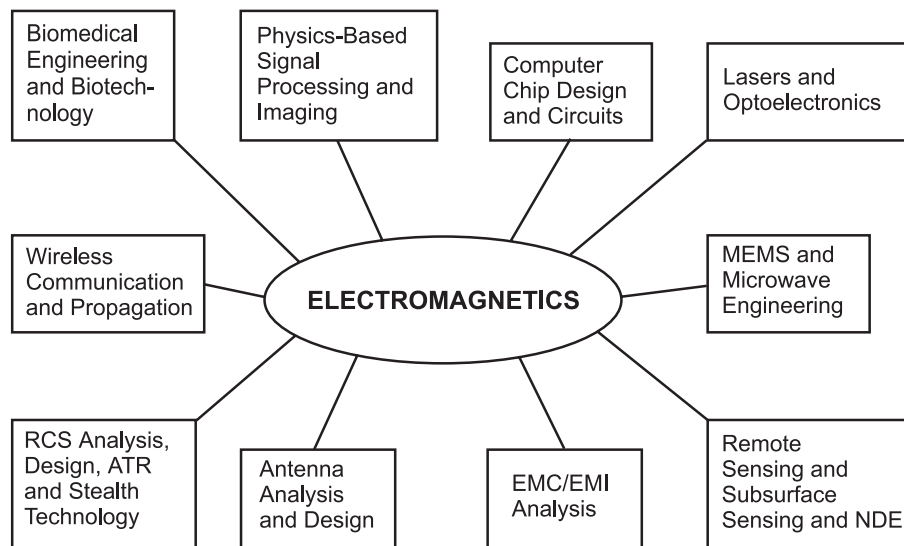 Biomedical
Engineering
and Biotech-
nology
Physics-Based
Signal
Processing and
Imaging
Computer
Chip Design
and Circuits
Lasers and
Optoelectronics
Wireless
Communication
and Propagation
ELECTROMAGNETICS
MEMS and
Microwave
Engineering
RCS Analysis,
Design, ATR
and Stealth
Technology
Antenna
Analysis
and Design
EMC/EMI
Analysis
Remote
Sensing and
Subsurface
Sensing and NDE